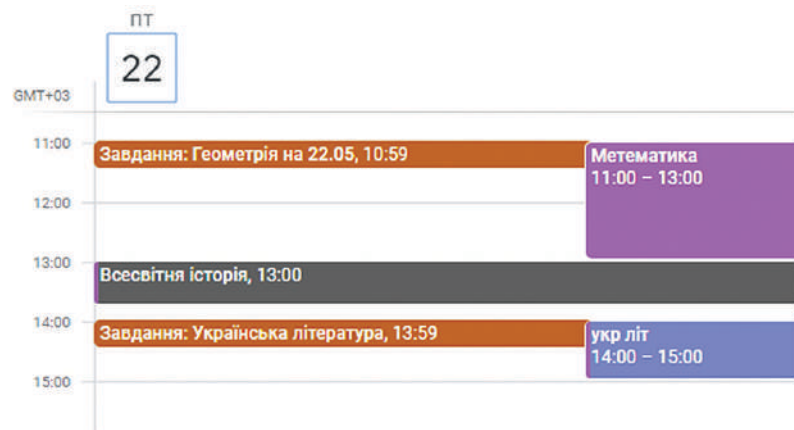 ПТ
22
GMT+03
11:00
Завдання: Геометрія на 22.05, 10:59
Метематика
11:00 – 13:00
12:00
13:00
Всесвітня історія, 13:00
14:00
Завдання: Українська література, 13:59
укр літ
14:00 – 15:00
15:00